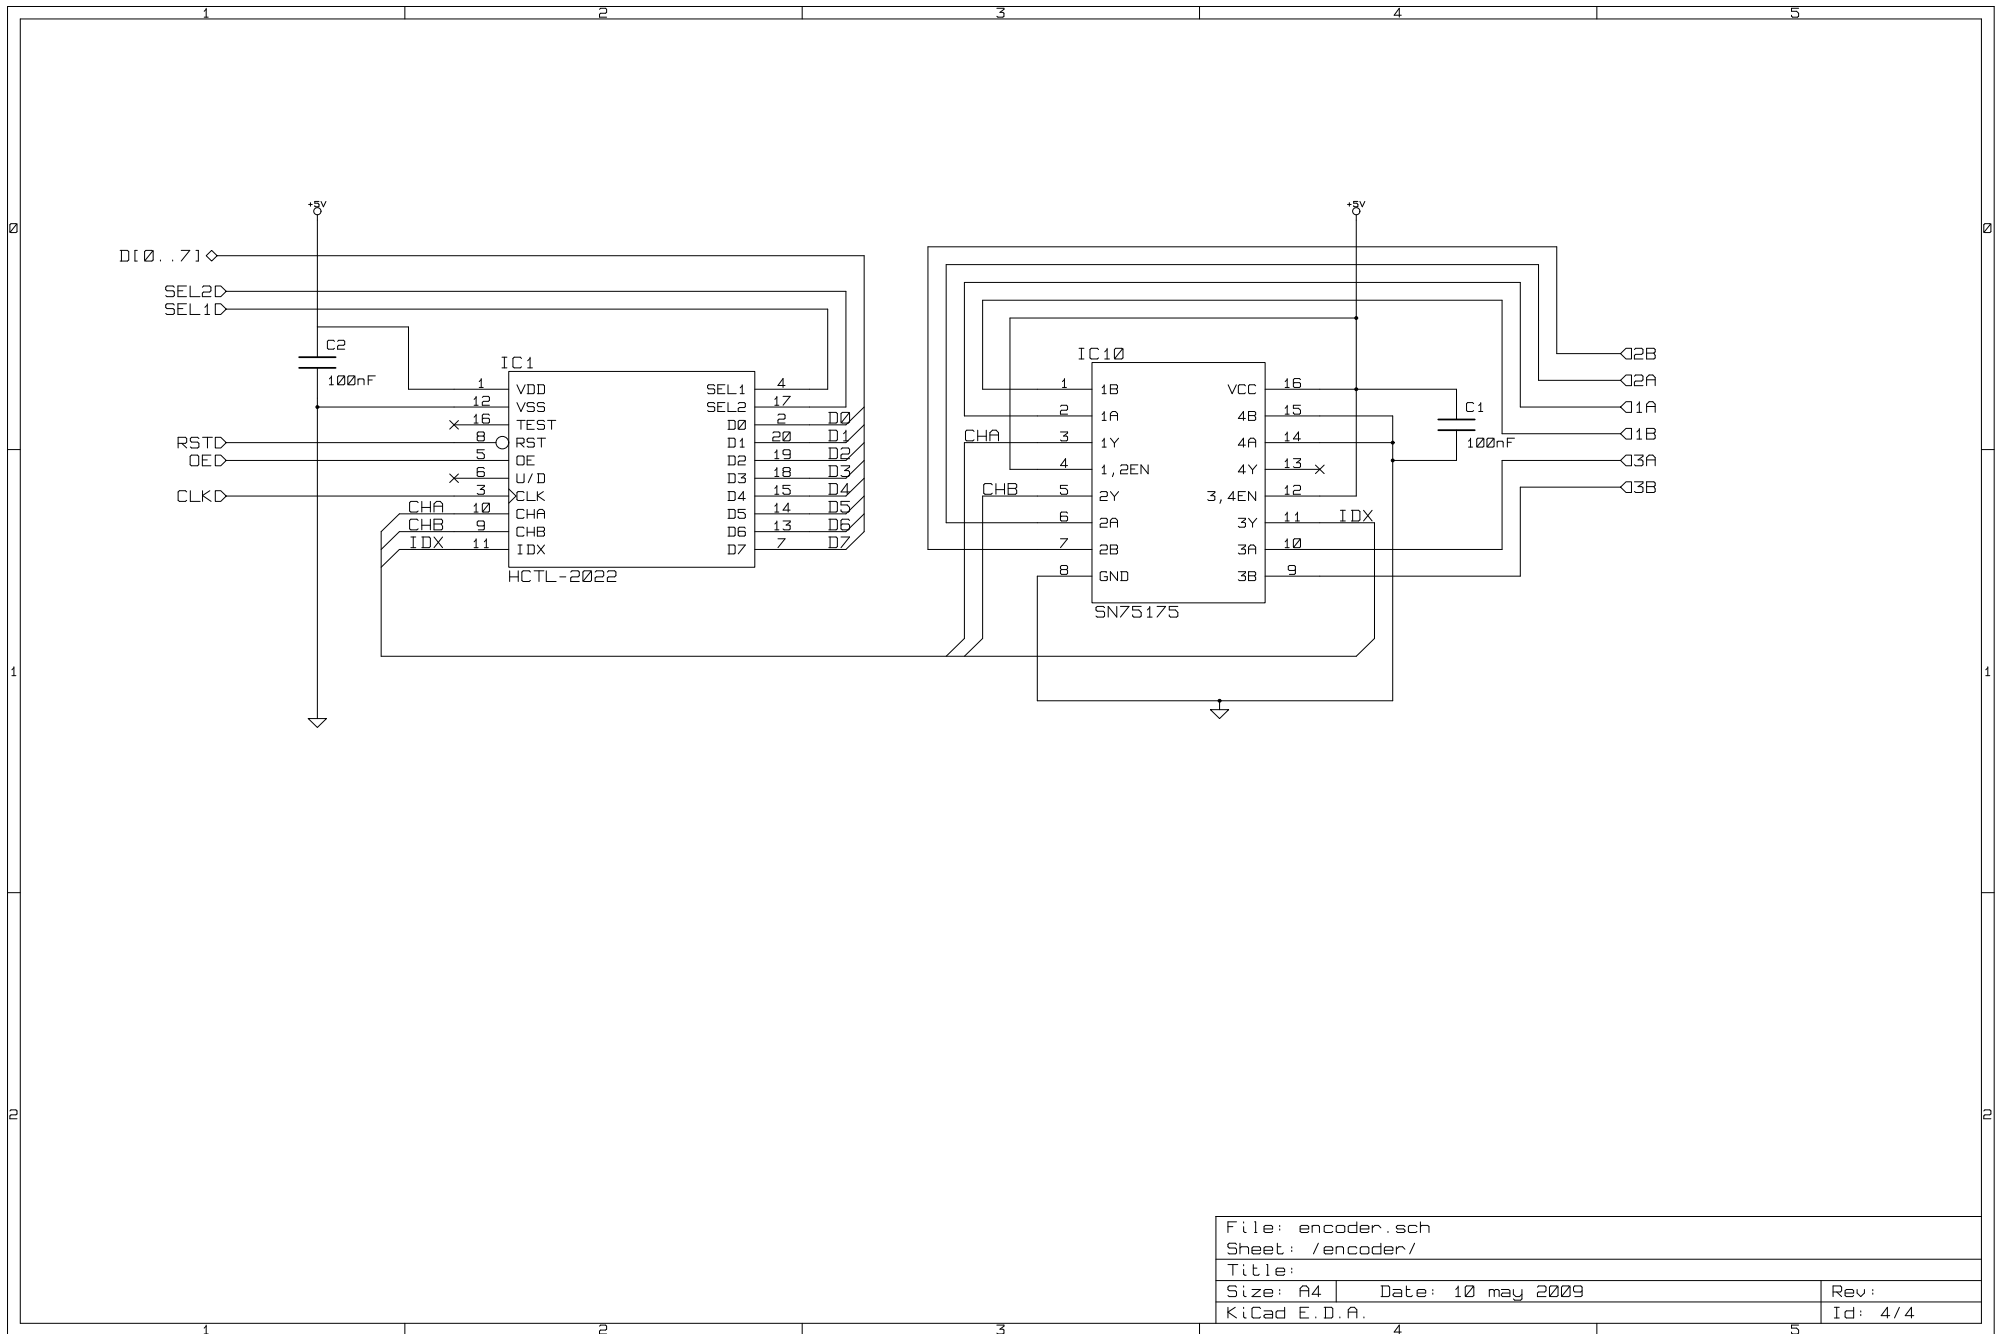 1 2 3 4 5
+5V +5V
0 0
D[0..7]
SEL2
SEL1
C2
100nF
IC1
1 VDD SEL1 4
12 VSS SEL2 17
16 TEST D0 2 D0
RST 8 RST D1 20 D1
OE 5 OE D2 19 D2
6 U/D D3 18 D3
CLK 3 CLK D4 15 D4
CHA 10 CHA D5 14 D5
CHB 9 CHB D6 13 D6
IDX 11 IDX D7 7 D7
HCTL-2022
IC10
1 1B VCC 16
2 1A 4B 15
CHA 3 1Y 4A 14
4 1,2EN 4Y 13
CHB 5 2Y 3,4EN 12
6 2A 3Y 11 IDX
7 2B 3A 10
8 GND 3B 9
SN75175
C1
100nF
2B
2A
1A
1B
3A
3B
1 1
2 2
File: encoder.sch
Sheet: /encoder/
Title:
Size: A4 Date: 10 may 2009 Rev:
KiCad E.D.A. Id: 4/4
1 2 3 4 5